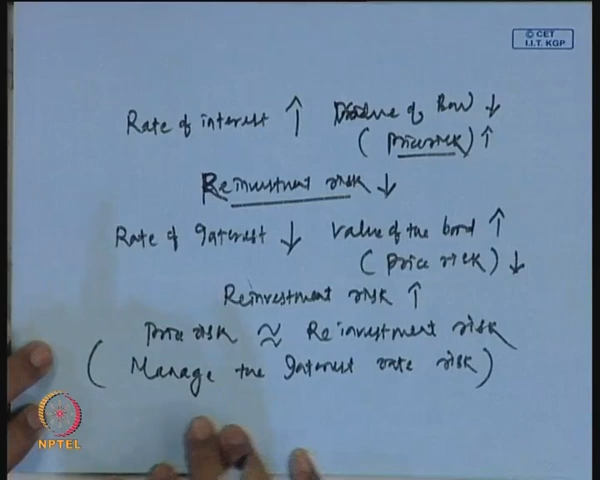 © CET
I.I.T. KGP
Rate of interest ↑ Value of Bond ↓
( price risk ) ↑
Reinvestment risk ↓
Rate of Interest ↓ Value of the bond ↑
( price risk ) ↓
Reinvestment risk ↑
price risk ≈ Reinvestment risk
( Manage the Interest rate risk )
NPTEL